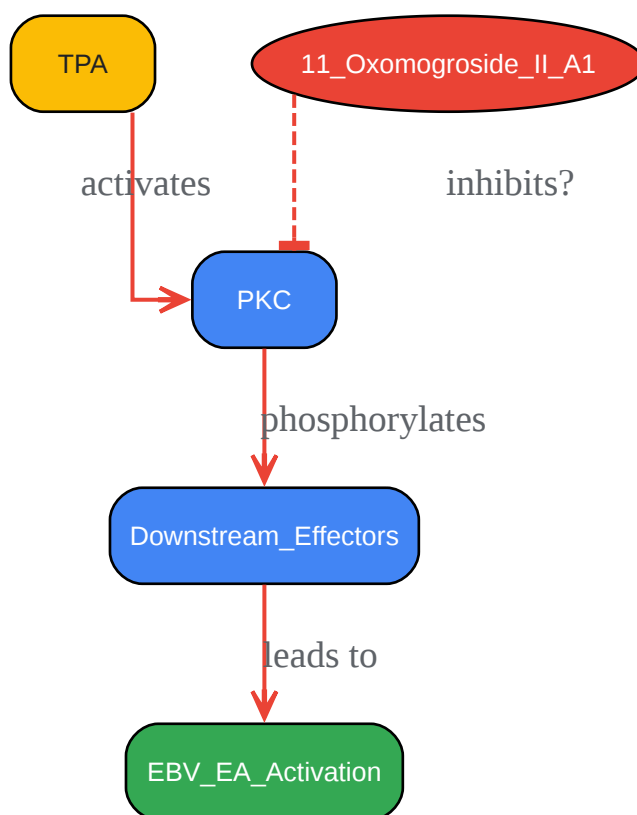 TPA
11_Oxomogroside_II_A1
activates
inhibits?
PKC
phosphorylates
Downstream_Effectors
leads to
EBV_EA_Activation